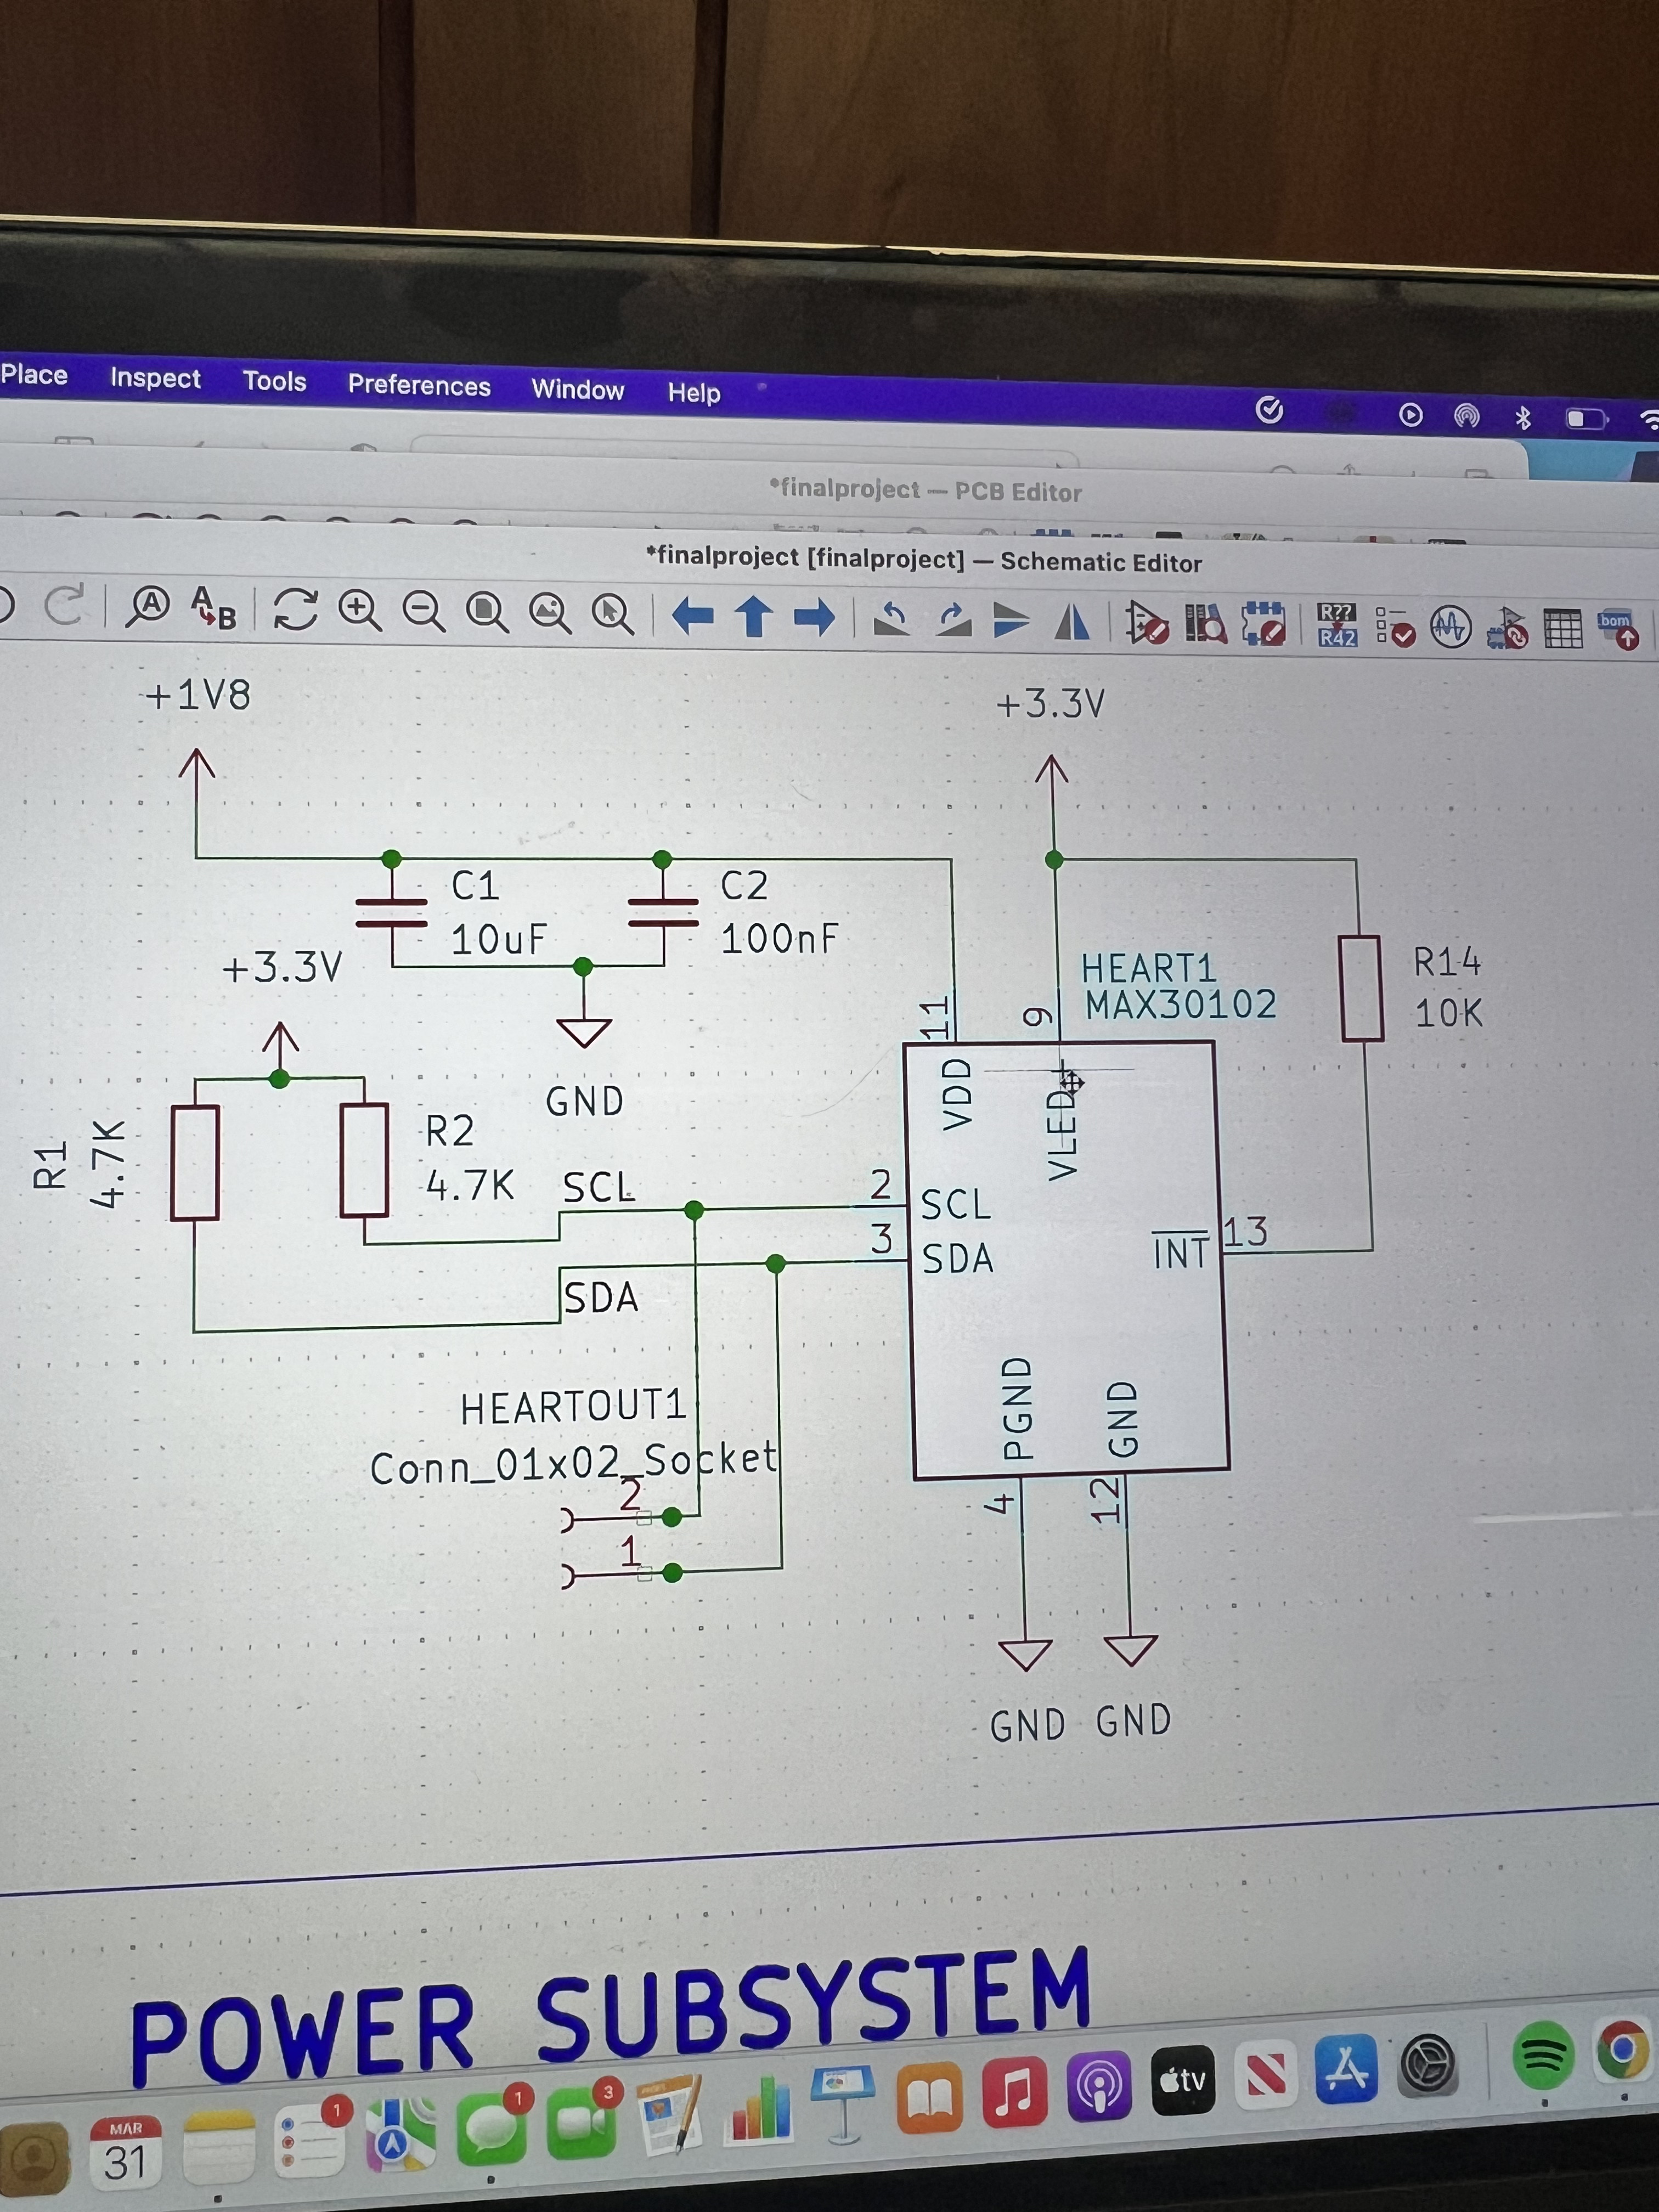 Place Inspect Tools Preferences Window Help
*finalproject — PCB Editor
*finalproject [finalproject] — Schematic Editor
A A B R?? R42 bom
+1V8
+3.3V
C1
10uF
C2
100nF
+3.3V
HEART1
MAX30102
R14
10K
11
9
VDD
VLED+
GND
R1
4.7K
R2
4.7K
SCL
2
SCL
3
SDA
SDA
INT
13
HEARTOUT1
Conn_01x02_Socket
2
1
PGND
GND
4
12
GND
GND
POWER SUBSYSTEM
MAR
31
1
1
3
tv